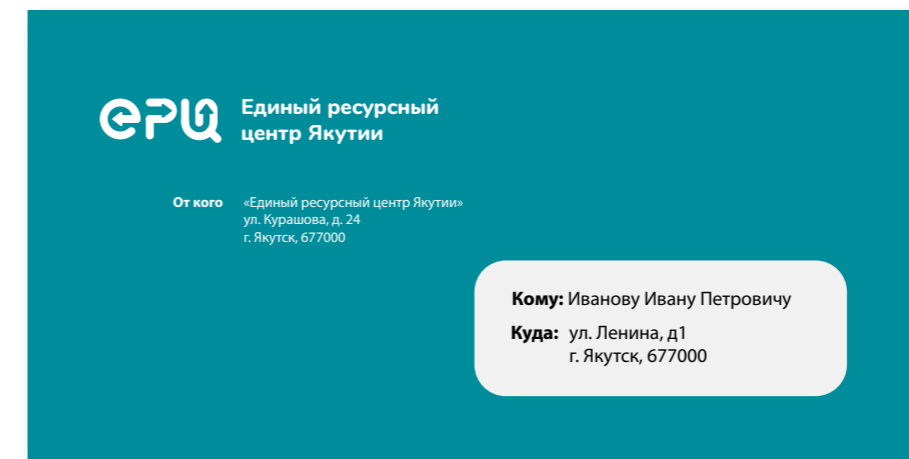 ерц
Единый ресурсный
центр Якутии
От кого «Единый ресурсный центр Якутии»
ул. Курашова, д. 24
г. Якутск, 677000
Кому: Иванову Ивану Петровичу
Куда: ул. Ленина, д1
г. Якутск, 677000